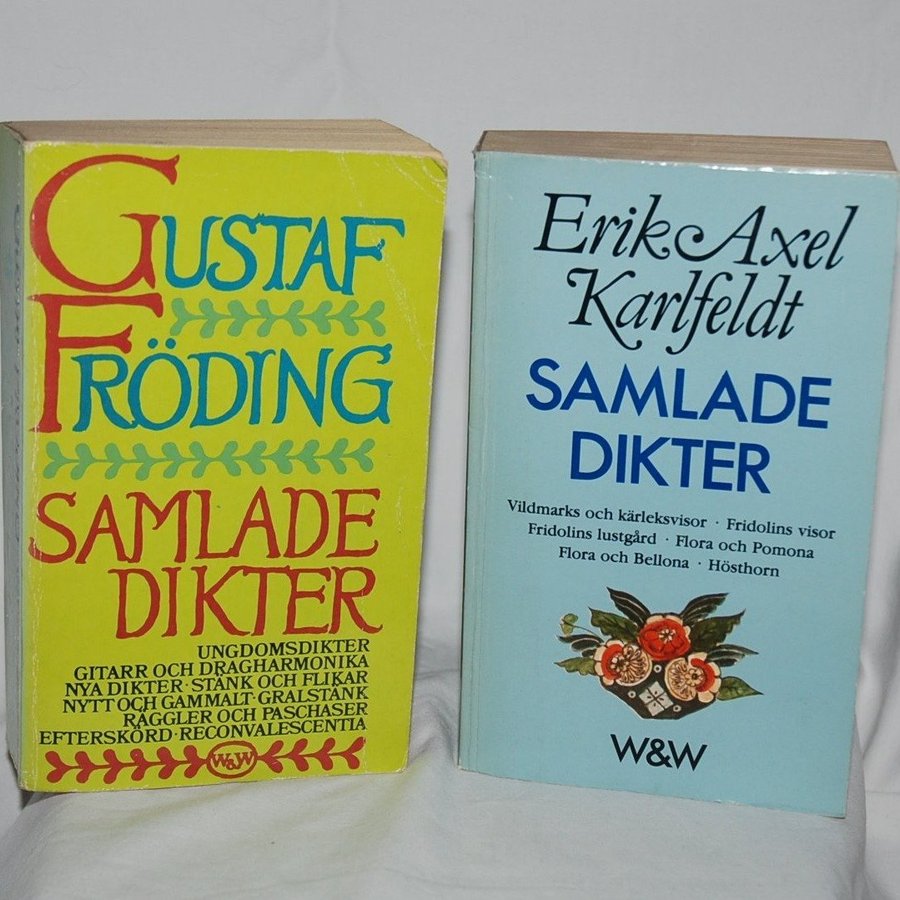 GUSTAF
FRÖDING
SAMLADE
DIKTER
UNGDOMSDIKTER
GITARR OCH DRAGHARMONIKA
NYA DIKTER · STÄNK OCH FLIKAR
NYTT OCH GAMMALT · GRALSTÄNK
RÄGGLER OCH PASCHASER
EFTERSKÖRD · RECONVALESCENTIA
W&W
Erik Axel
Karlfeldt
SAMLADE
DIKTER
Vildmarks och kärleksvisor · Fridolins visor
Fridolins lustgård · Flora och Pomona
Flora och Bellona · Hösthorn
W&W